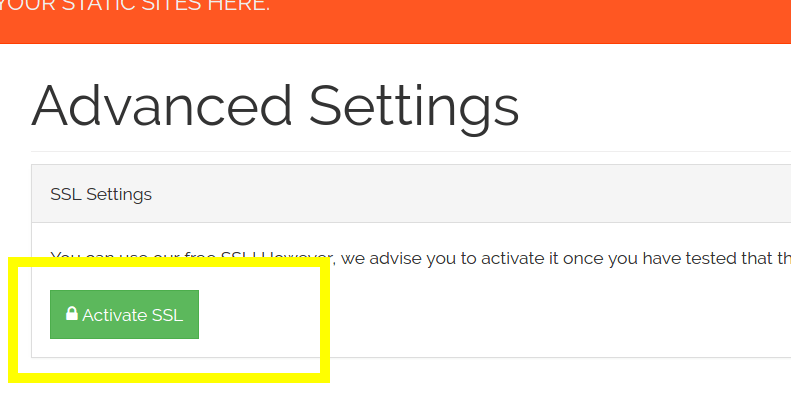 YOUR STATIC SITES HERE.
Advanced Settings
SSL Settings
You can use our free SSL! However, we advise you to activate it once you have tested that th
Activate SSL